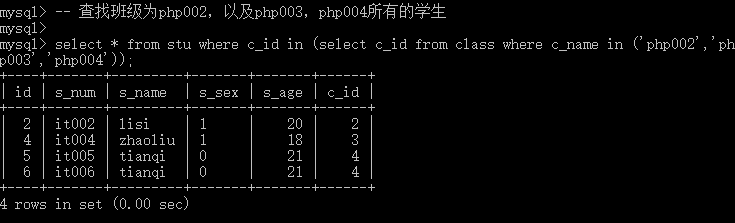 mysql> -- 查找班级为php002，以及php003，php004所有的学生
mysql>
mysql> select * from stu where c_id in (select c_id from class where c_name in ('php002','ph
p003','php004'));
+----+-------+---------+-------+-------+------+
| id | s_num | s_name  | s_sex | s_age | c_id |
+----+-------+---------+-------+-------+------+
|  2 | it002 | lisi    | 1     |    20 |    2 |
|  4 | it004 | zhaoliu | 1     |    18 |    3 |
|  5 | it005 | tianqi  | 0     |    21 |    4 |
|  6 | it006 | tianqi  | 0     |    21 |    4 |
+----+-------+---------+-------+-------+------+
4 rows in set (0.00 sec)